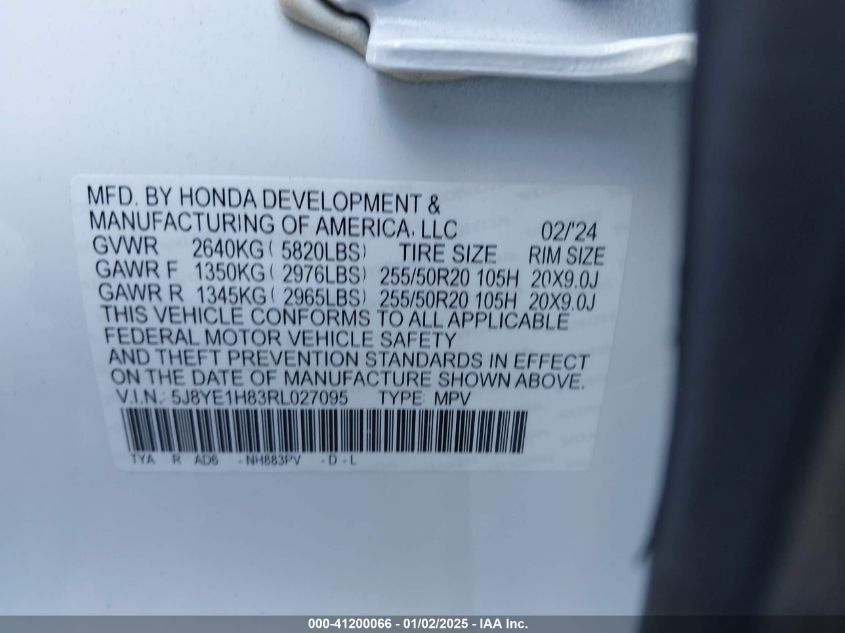 MFD. BY HONDA DEVELOPMENT &
MANUFACTURING OF AMERICA, LLC 02/'24
GVWR 2640KG ( 5820LBS) TIRE SIZE RIM SIZE
GAWR F 1350KG ( 2976LBS) 255/50R20 105H 20X9.0J
GAWR R 1345KG ( 2965LBS) 255/50R20 105H 20X9.0J
THIS VEHICLE CONFORMS TO ALL APPLICABLE
FEDERAL MOTOR VEHICLE SAFETY
AND THEFT PREVENTION STANDARDS IN EFFECT
ON THE DATE OF MANUFACTURE SHOWN ABOVE.
V.I.N.: 5J8YE1H83RL027095 TYPE: MPV
TYA R AD6 -NH883PV -D-L
000-41200066 - 01/02/2025 - IAA Inc.